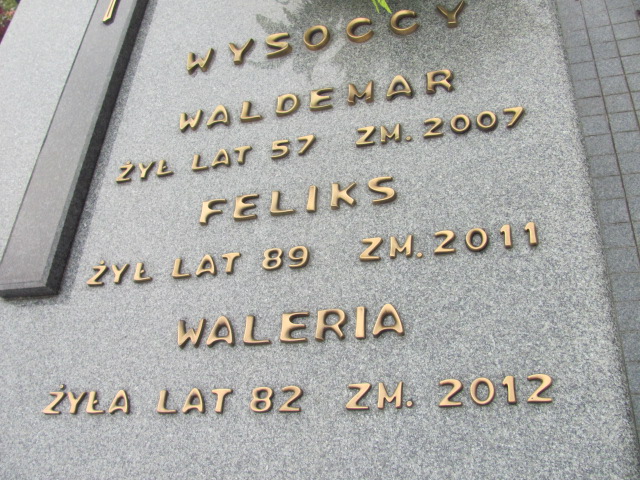 WYSOCCY
WALDEMAR
ŻYŁ LAT 57 ZM. 2007
FELIKS
ŻYŁ LAT 89 ZM. 2011
WALERIA
ŻYŁA LAT 82 ZM. 2012